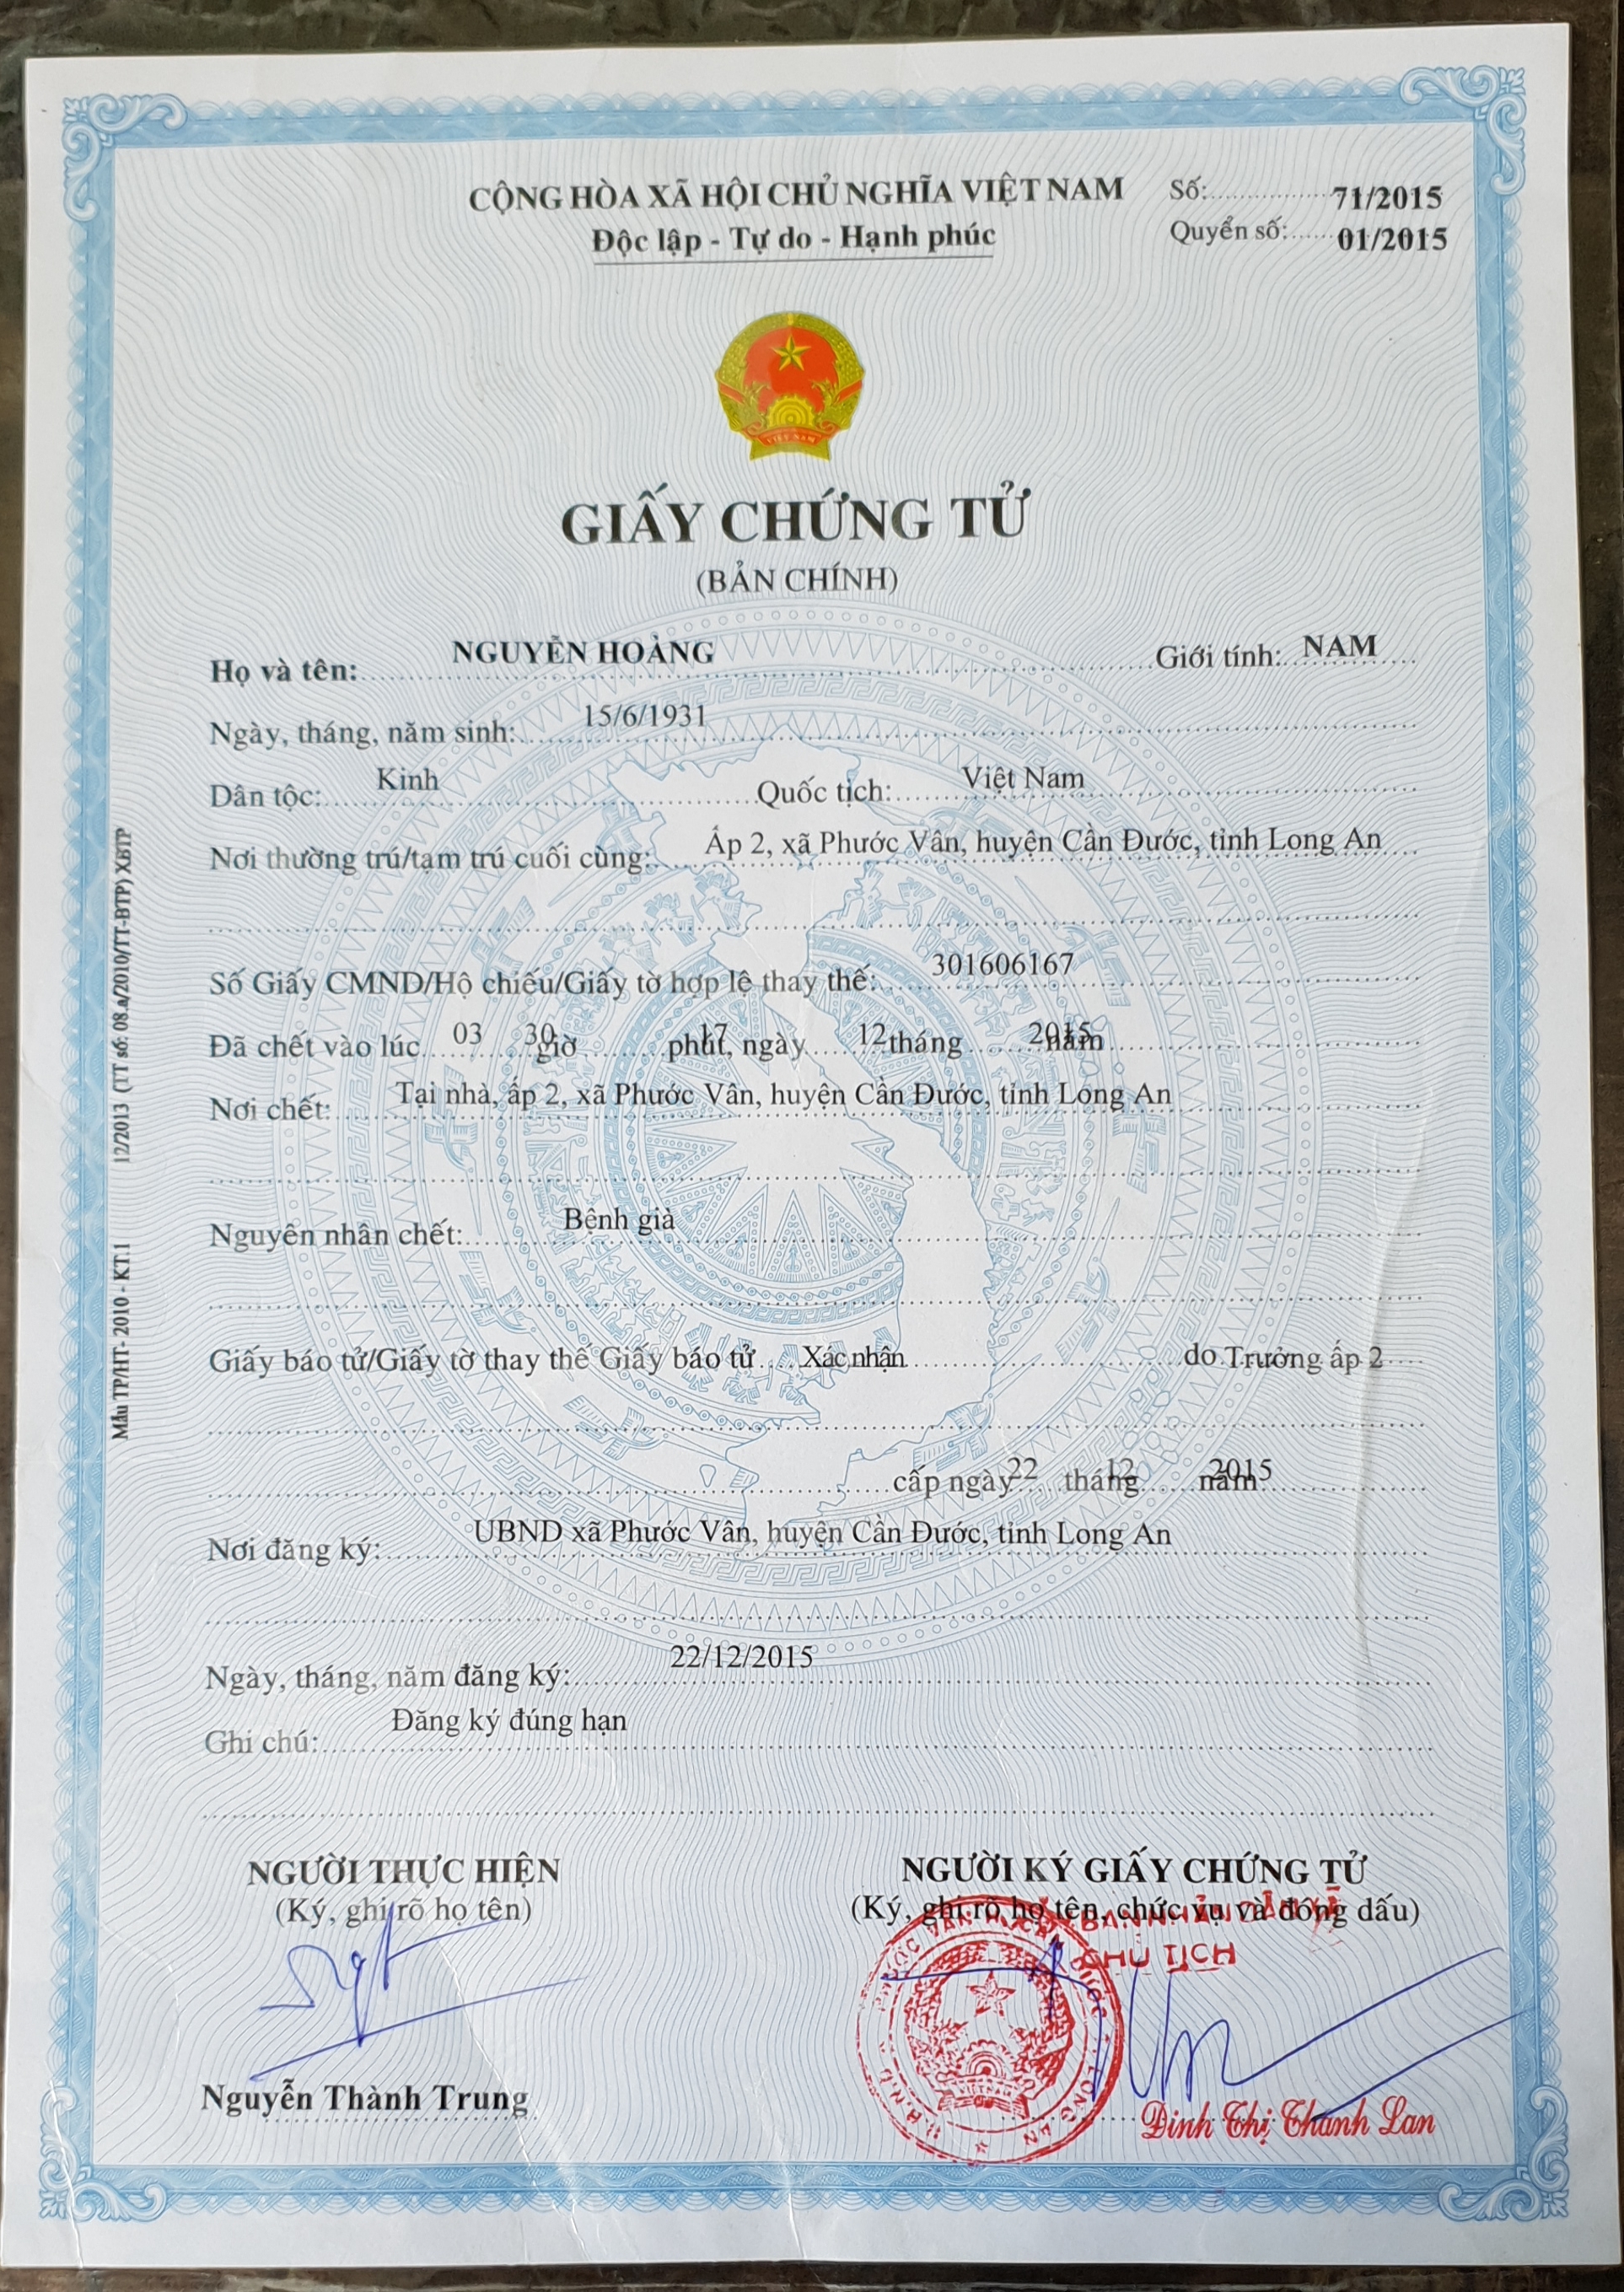 CỘNG HÒA XÃ HỘI CHỦ NGHĨA VIỆT NAM
Độc lập - Tự do - Hạnh phúc
Số: 71/2015
Quyển số: 01/2015
VIỆT NAM
GIẤY CHỨNG TỬ
(BẢN CHÍNH)
Họ và tên: NGUYỄN HOÀNG Giới tính: NAM
Ngày, tháng, năm sinh: 15/6/1931
Dân tộc: Kinh Quốc tịch: Việt Nam
Nơi thường trú/tạm trú cuối cùng: Ấp 2, xã Phước Vân, huyện Cần Đước, tỉnh Long An
Số Giấy CMND/Hộ chiếu/Giấy tờ hợp lệ thay thế: 301606167
Đã chết vào lúc 03 giờ 30 phút, ngày 17 tháng 12 năm 2015
Nơi chết: Tại nhà, ấp 2, xã Phước Vân, huyện Cần Đước, tỉnh Long An
Nguyên nhân chết: Bệnh già
Giấy báo tử/Giấy tờ thay thế Giấy báo tử Xác nhận do Trưởng ấp 2
cấp ngày 22 tháng 12 năm 2015
Nơi đăng ký: UBND xã Phước Vân, huyện Cần Đước, tỉnh Long An
Ngày, tháng, năm đăng ký: 22/12/2015
Ghi chú: Đăng ký đúng hạn
NGƯỜI THỰC HIỆN
(Ký, ghi rõ họ tên)
Nguyễn Thành Trung
NGƯỜI KÝ GIẤY CHỨNG TỬ
(Ký, ghi rõ họ tên, chức vụ và đóng dấu)
CHỦ TỊCH
VIỆT NAM
Đinh Thị Thanh Lan
Mẫu TP/HT- 2010 - KT.1 12/2013 (TT số: 08.a/2010/TT-BTP) XBTP